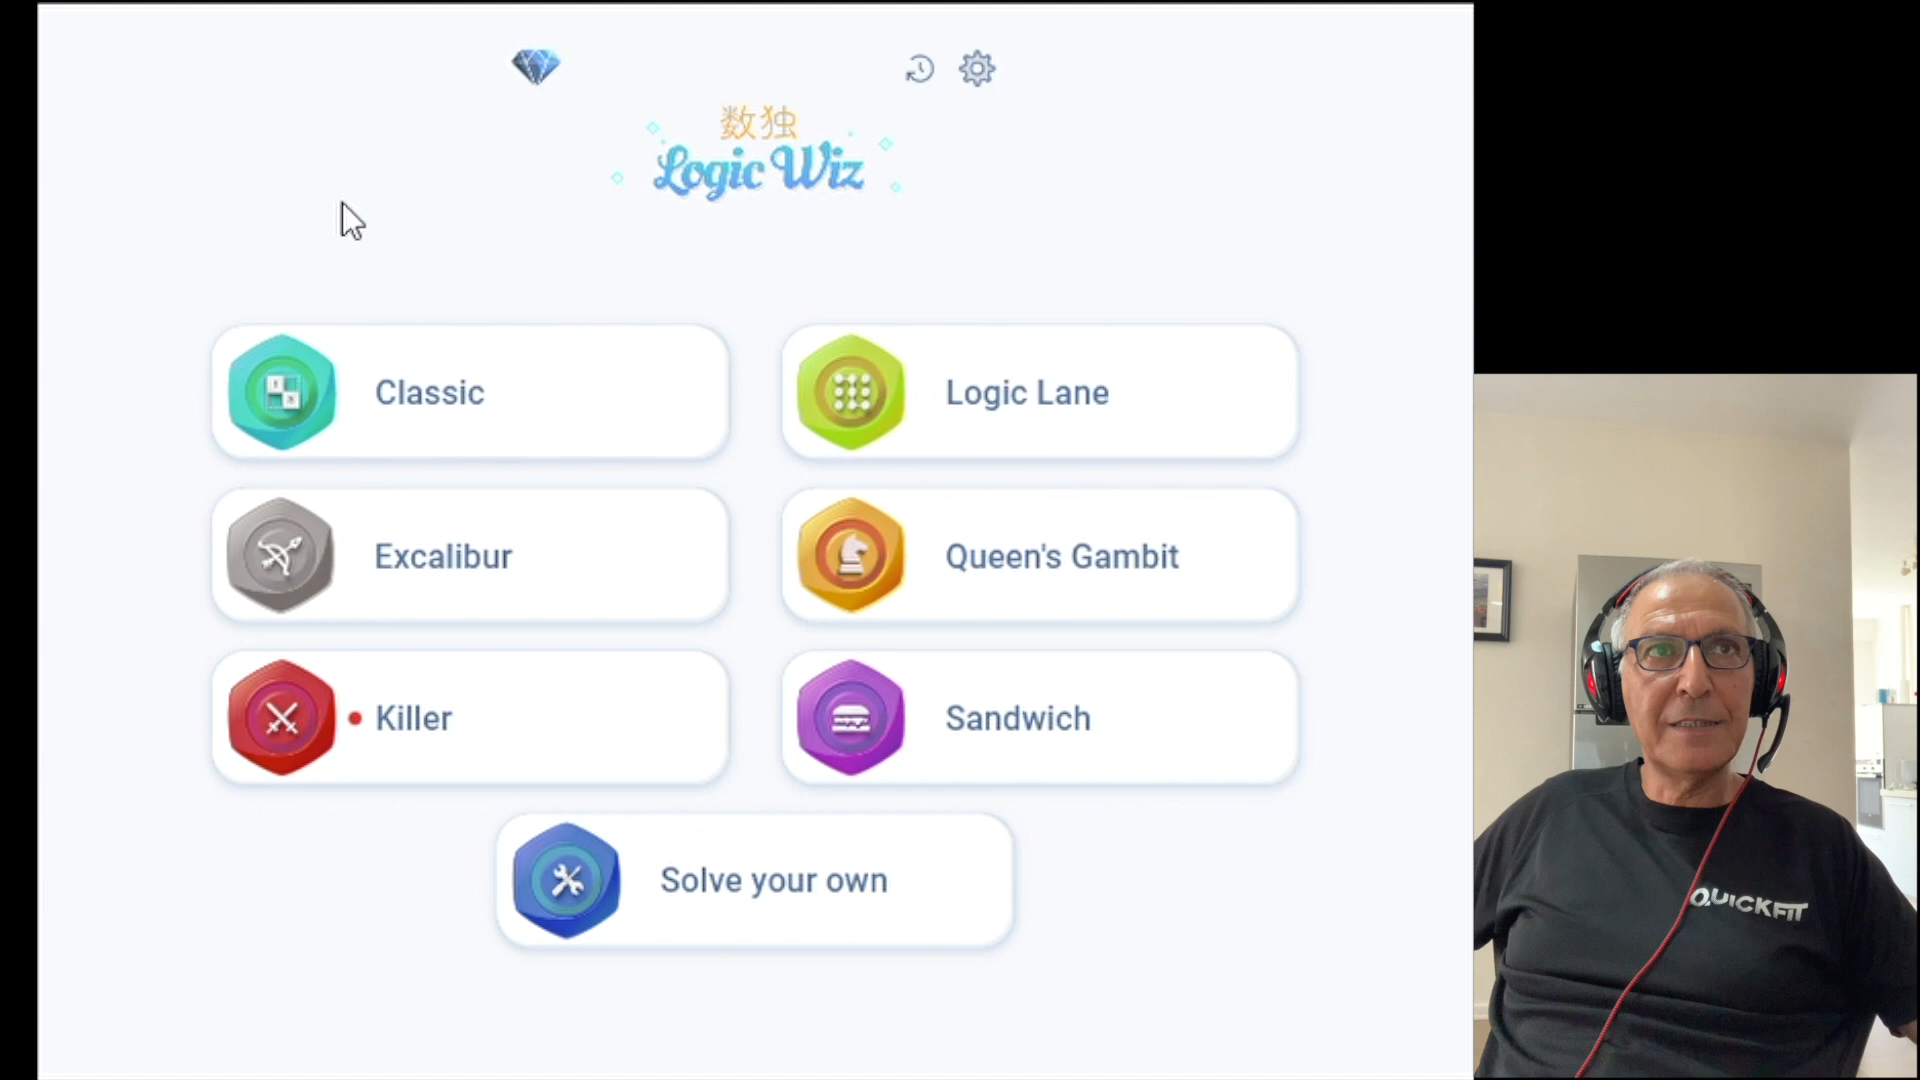 数独
Logic Wiz
Classic
Logic Lane
Excalibur
Queen's Gambit
Killer
Sandwich
Solve your own
QUICKFIT